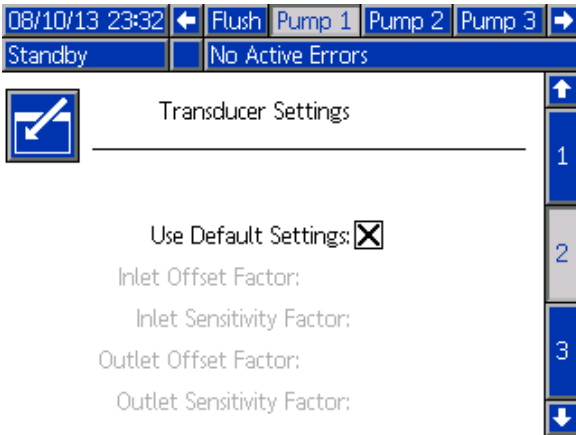 08/10/13 23:32 Flush Pump 1 Pump 2 Pump 3
Standby No Active Errors
Transducer Settings
1
Use Default Settings:
2
Inlet Offset Factor:
Inlet Sensitivity Factor:
Outlet Offset Factor:
3
Outlet Sensitivity Factor: